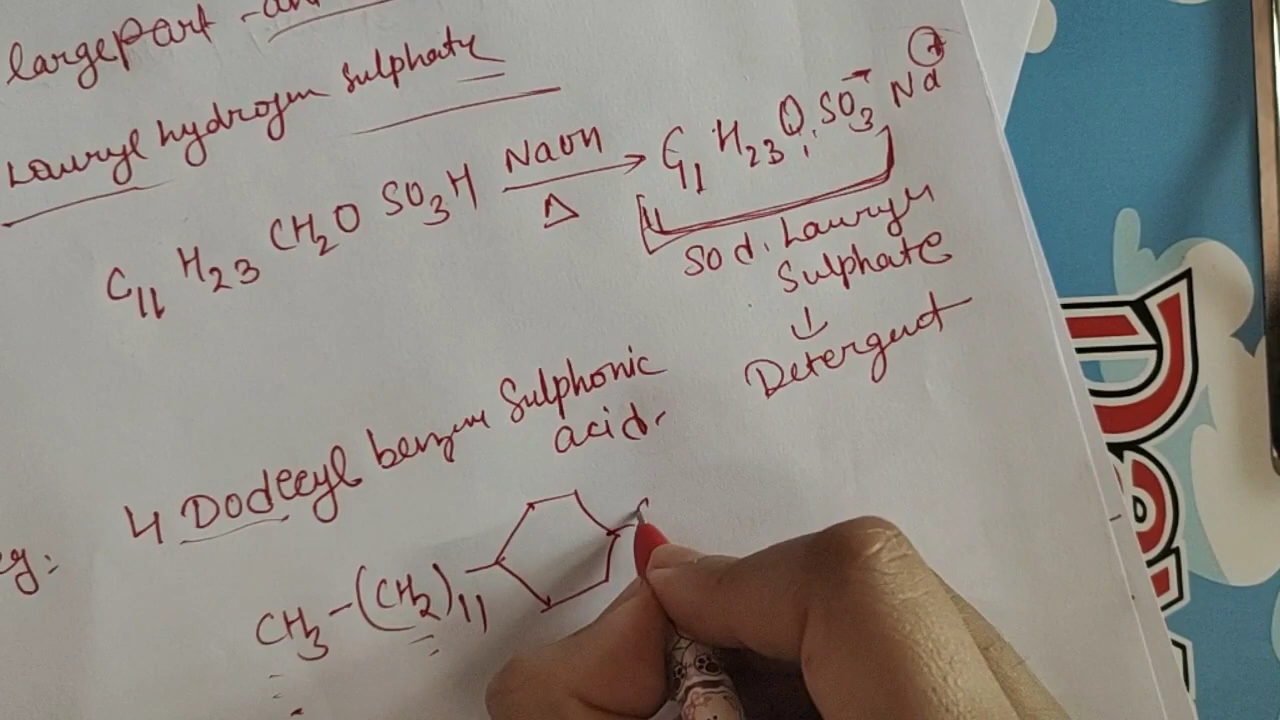 largepart - an
Lauryl hydrogen sulphate
C11 H23 CH2O SO3H NaOH Δ → C11 H23 O SO3⁻ Na⁺
Sod. Lauryl
Sulphate
↓
Detergent
eg: 4 Dodecyl benzene Sulphonic
acid.
CH3-(CH2)11